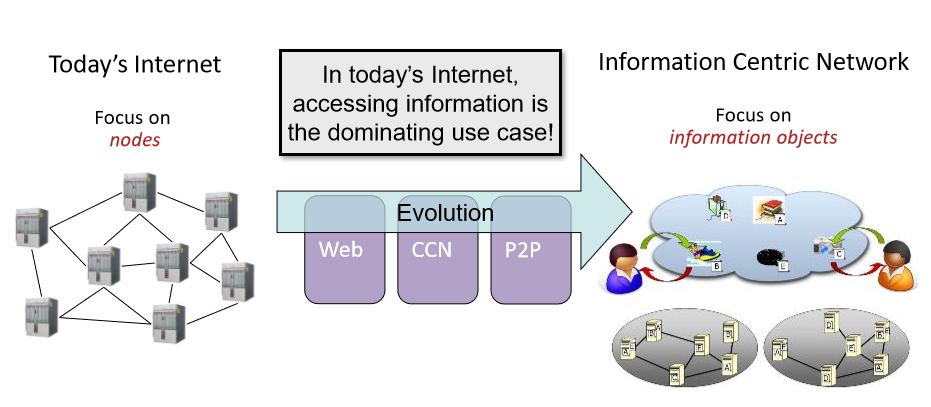 Today's Internet
Focus on
nodes
In today's Internet,
accessing information is
the dominating use case!
Evolution
Web
CCN
P2P
Information Centric Network
Focus on
information objects
D
A
B
E
C